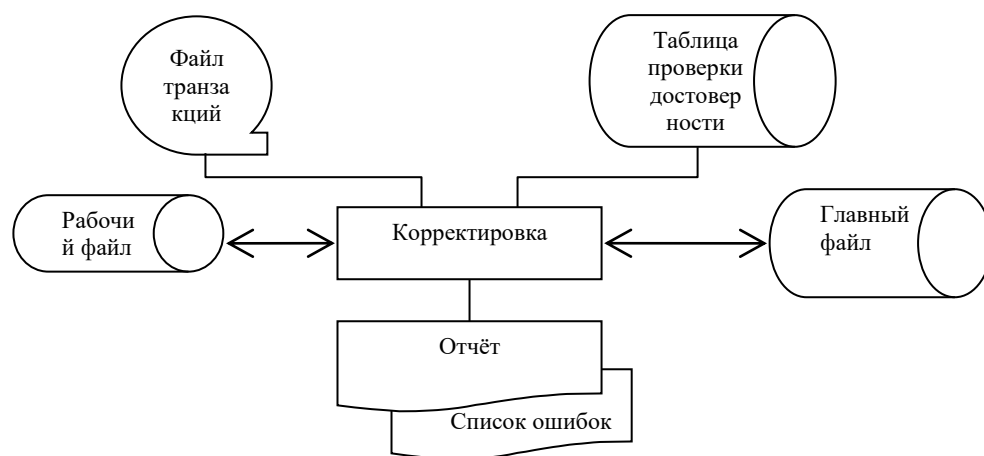 Файл
транза
кций
Таблица
проверки
достовер
ности
Рабочи
й файл
Корректировка
Главный
файл
Отчёт
Список ошибок